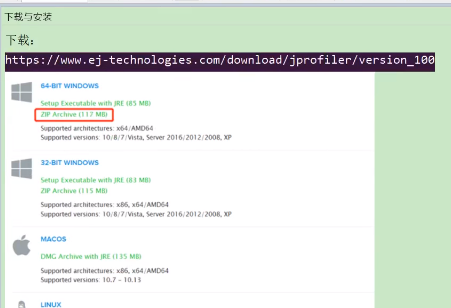 下载与安装
下载：
https://www.ej-technologies.com/download/jprofiler/version_100
64-BIT WINDOWS
Setup Executable with JRE (85 MB)
ZIP Archive (117 MB)
Supported architectures: x64/AMD64
Supported versions: 10/8/7/Vista, Server 2016/2012/2008, XP
32-BIT WINDOWS
Setup Executable with JRE (83 MB)
ZIP Archive (115 MB)
Supported architectures: x86, x64/AMD64
Supported versions: 10/8/7/Vista, Server 2016/2012/2008, XP
MACOS
DMG Archive with JRE (135 MB)
Supported architectures: x86, x64/AMD64
Supported versions: 10.7 – 10.13
LINUX